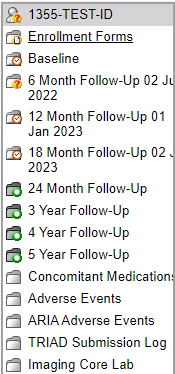 1355-TEST-ID
Enrollment Forms
Baseline
6 Month Follow-Up 02 Ju
2022
12 Month Follow-Up 01
Jan 2023
18 Month Follow-Up 02 J
2023
24 Month Follow-Up
3 Year Follow-Up
4 Year Follow-Up
5 Year Follow-Up
Concomitant Medications
Adverse Events
ARIA Adverse Events
TRIAD Submission Log
Imaging Core Lab